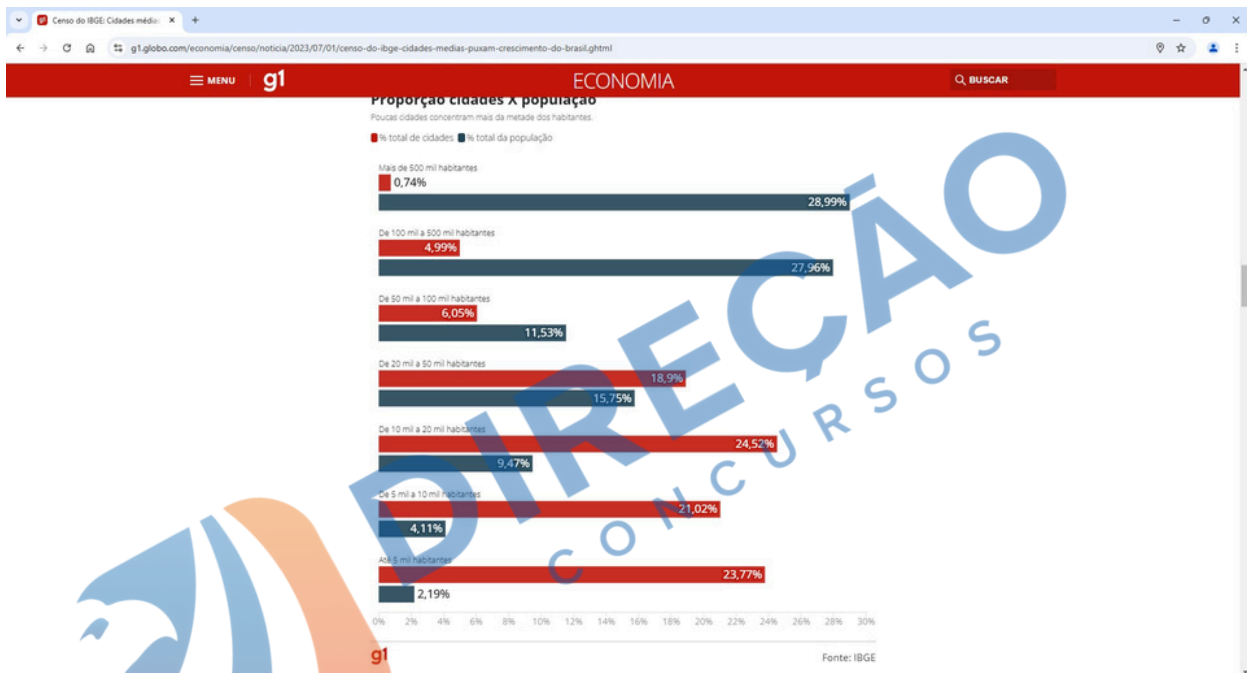 Censo do IBGE: Cidades média
g1.globo.com/economia/censo/noticia/2023/07/01/censo-do-ibge-cidades-medias-puxam-crescimento-do-brasil.ghtml
MENU g1 ECONOMIA BUSCAR
Proporção cidades X população
Poucas cidades concentram mais da metade dos habitantes.
% total de cidades % total da população
Mais de 500 mil habitantes
0,74%
28,99%
De 100 mil a 500 mil habitantes
4,99%
27,96%
De 50 mil a 100 mil habitantes
6,05%
11,53%
De 20 mil a 50 mil habitantes
18,9%
15,75%
De 10 mil a 20 mil habitantes
24,52%
9,47%
De 5 mil a 10 mil habitantes
21,02%
4,11%
Até 5 mil habitantes
23,77%
2,19%
0% 2% 4% 6% 8% 10% 12% 14% 16% 18% 20% 22% 24% 26% 28% 30%
g1 Fonte: IBGE
DIREÇÃO
CONCURSOS